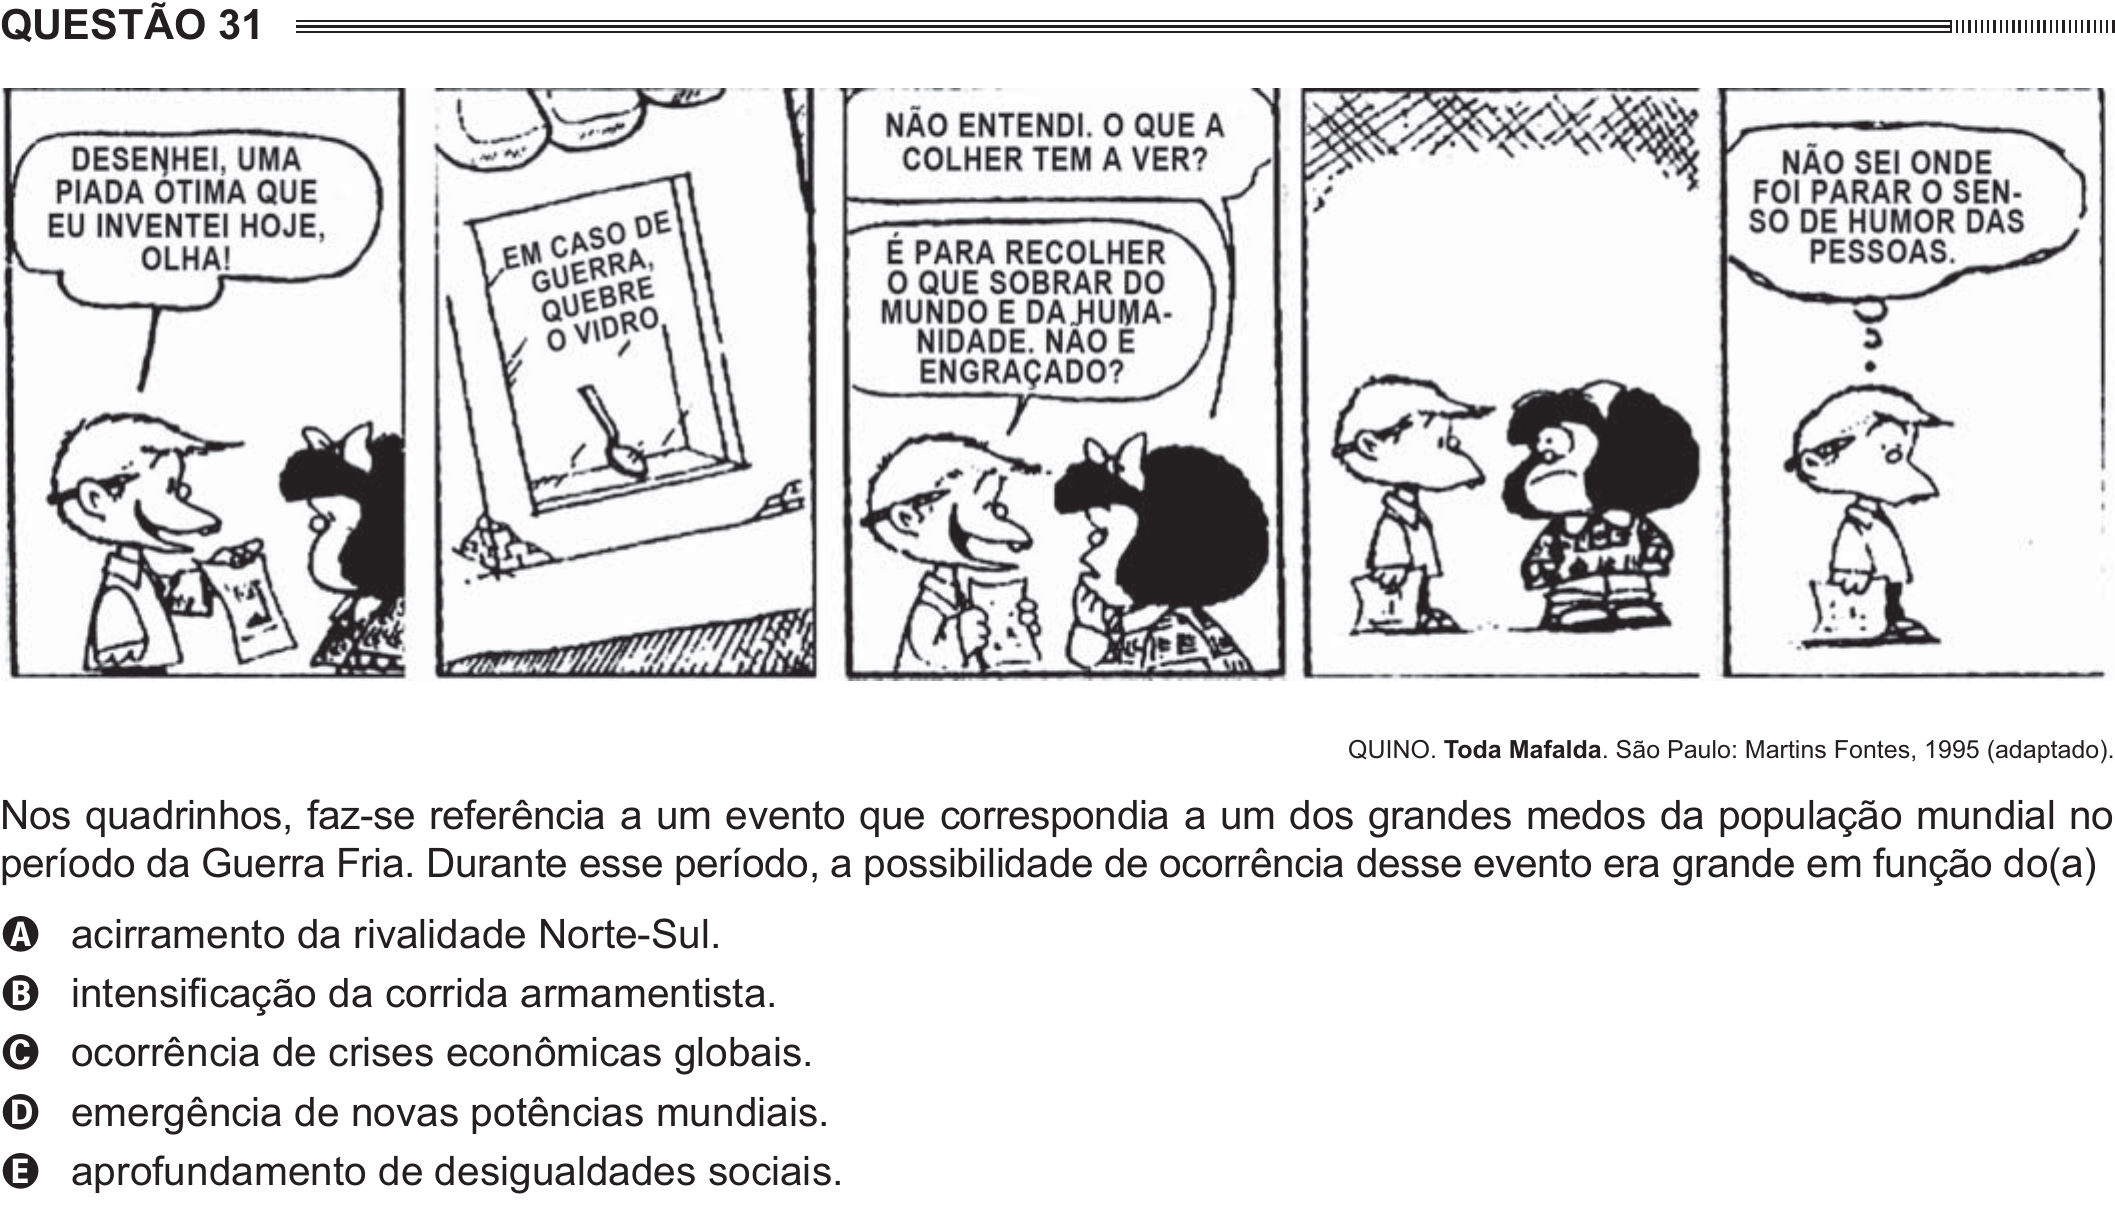 QUESTÃO 31
DESENHEI, UMA
PIADA ÓTIMA QUE
EU INVENTEI HOJE,
OLHA!
EM CASO DE
GUERRA,
QUEBRE
O VIDRO
NÃO ENTENDI. O QUE A
COLHER TEM A VER?
É PARA RECOLHER
O QUE SOBRAR DO
MUNDO E DA HUMA-
NIDADE. NÃO É
ENGRAÇADO?
NÃO SEI ONDE
FOI PARAR O SEN-
SO DE HUMOR DAS
PESSOAS.
QUINO. Toda Mafalda. São Paulo: Martins Fontes, 1995 (adaptado).
Nos quadrinhos, faz-se referência a um evento que correspondia a um dos grandes medos da população mundial no
período da Guerra Fria. Durante esse período, a possibilidade de ocorrência desse evento era grande em função do(a)
A acirramento da rivalidade Norte-Sul.
B intensificação da corrida armamentista.
C ocorrência de crises econômicas globais.
D emergência de novas potências mundiais.
E aprofundamento de desigualdades sociais.